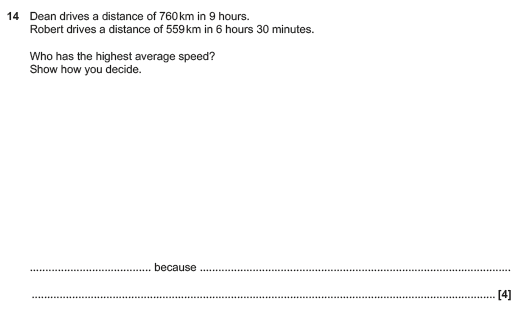 14 Dean drives a distance of 760 km in 9 hours.
Robert drives a distance of 559 km in 6 hours 30 minutes.
Who has the highest average speed?
Show how you decide.
..................................... because ....................................................................................................
.................................................................................................................................................... [4]